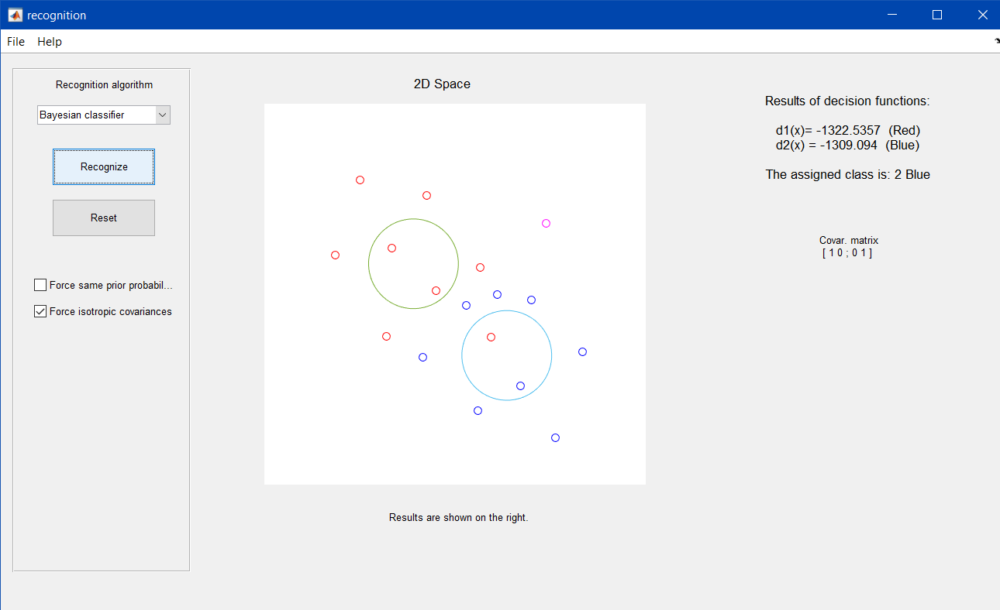 recognition
File Help
Recognition algorithm
Bayesian classifier
Recognize
Reset
Force same prior probabil...
Force isotropic covariances
2D Space
Results are shown on the right.
Results of decision functions:
d1(x)= -1322.5357 (Red)
d2(x) = -1309.094 (Blue)
The assigned class is: 2 Blue
Covar. matrix
[ 1 0 ; 0 1 ]